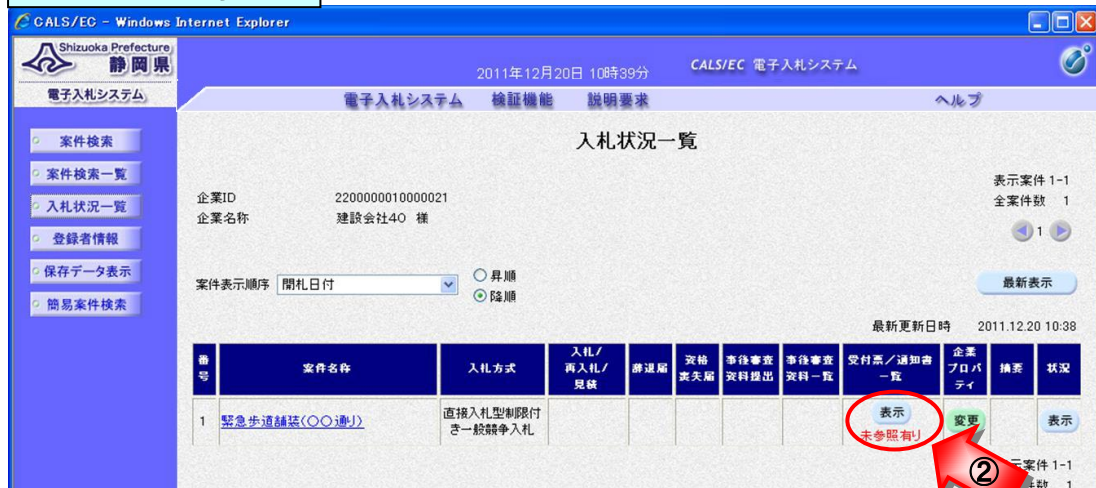 CALS/EC - Windows Internet Explorer
Shizuoka Prefecture
静岡県
電子入札システム
2011年12月20日 10時39分
CALS/EC 電子入札システム
電子入札システム 検証機能 説明要求 ヘルプ
案件検索
案件検索一覧
入札状況一覧
登録者情報
保存データ表示
簡易案件検索
入札状況一覧
企業ID 2200000010000021
企業名称 建設会社40 様
表示案件 1-1
全案件数 1
1
案件表示順序 開札日付
昇順
降順
最新表示
最新更新日時 2011.12.20 10:38
番号 案件名称 入札方式 入札/再入札/見積 辞退届 資格喪失届 事後審査資料提出 事後審査資料一覧 受付票/通知書一覧 企業プロパティ 摘要 状況
1 緊急歩道舗装(〇〇通り) 直接入札型制限付き一般競争入札 表示 未参照有り 変更 表示
②
示案件 1-1
数 1